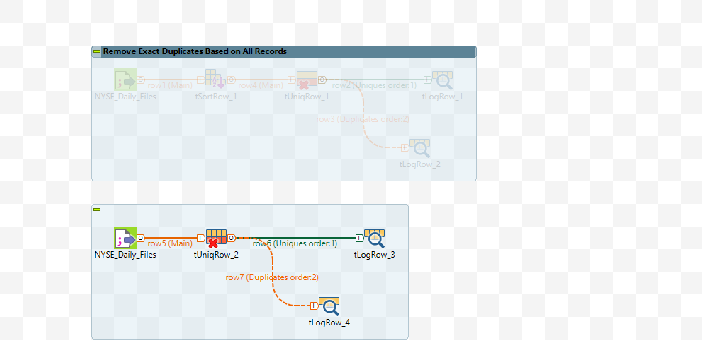 Remove Exact Duplicates Based on All Records
row3 (Main) row4 (Main) row2 (Uniques order:1)
NYSE_Daily_Files tSortRow_1 tUniqRow_1 tLogRow_1
(Duplicates order:2)
tLogRow_2
row5 (Main) row6 (Uniques order:1)
NYSE_Daily_Files tUniqRow_2 tLogRow_3
row7 (Duplicates order:2)
tLogRow_4